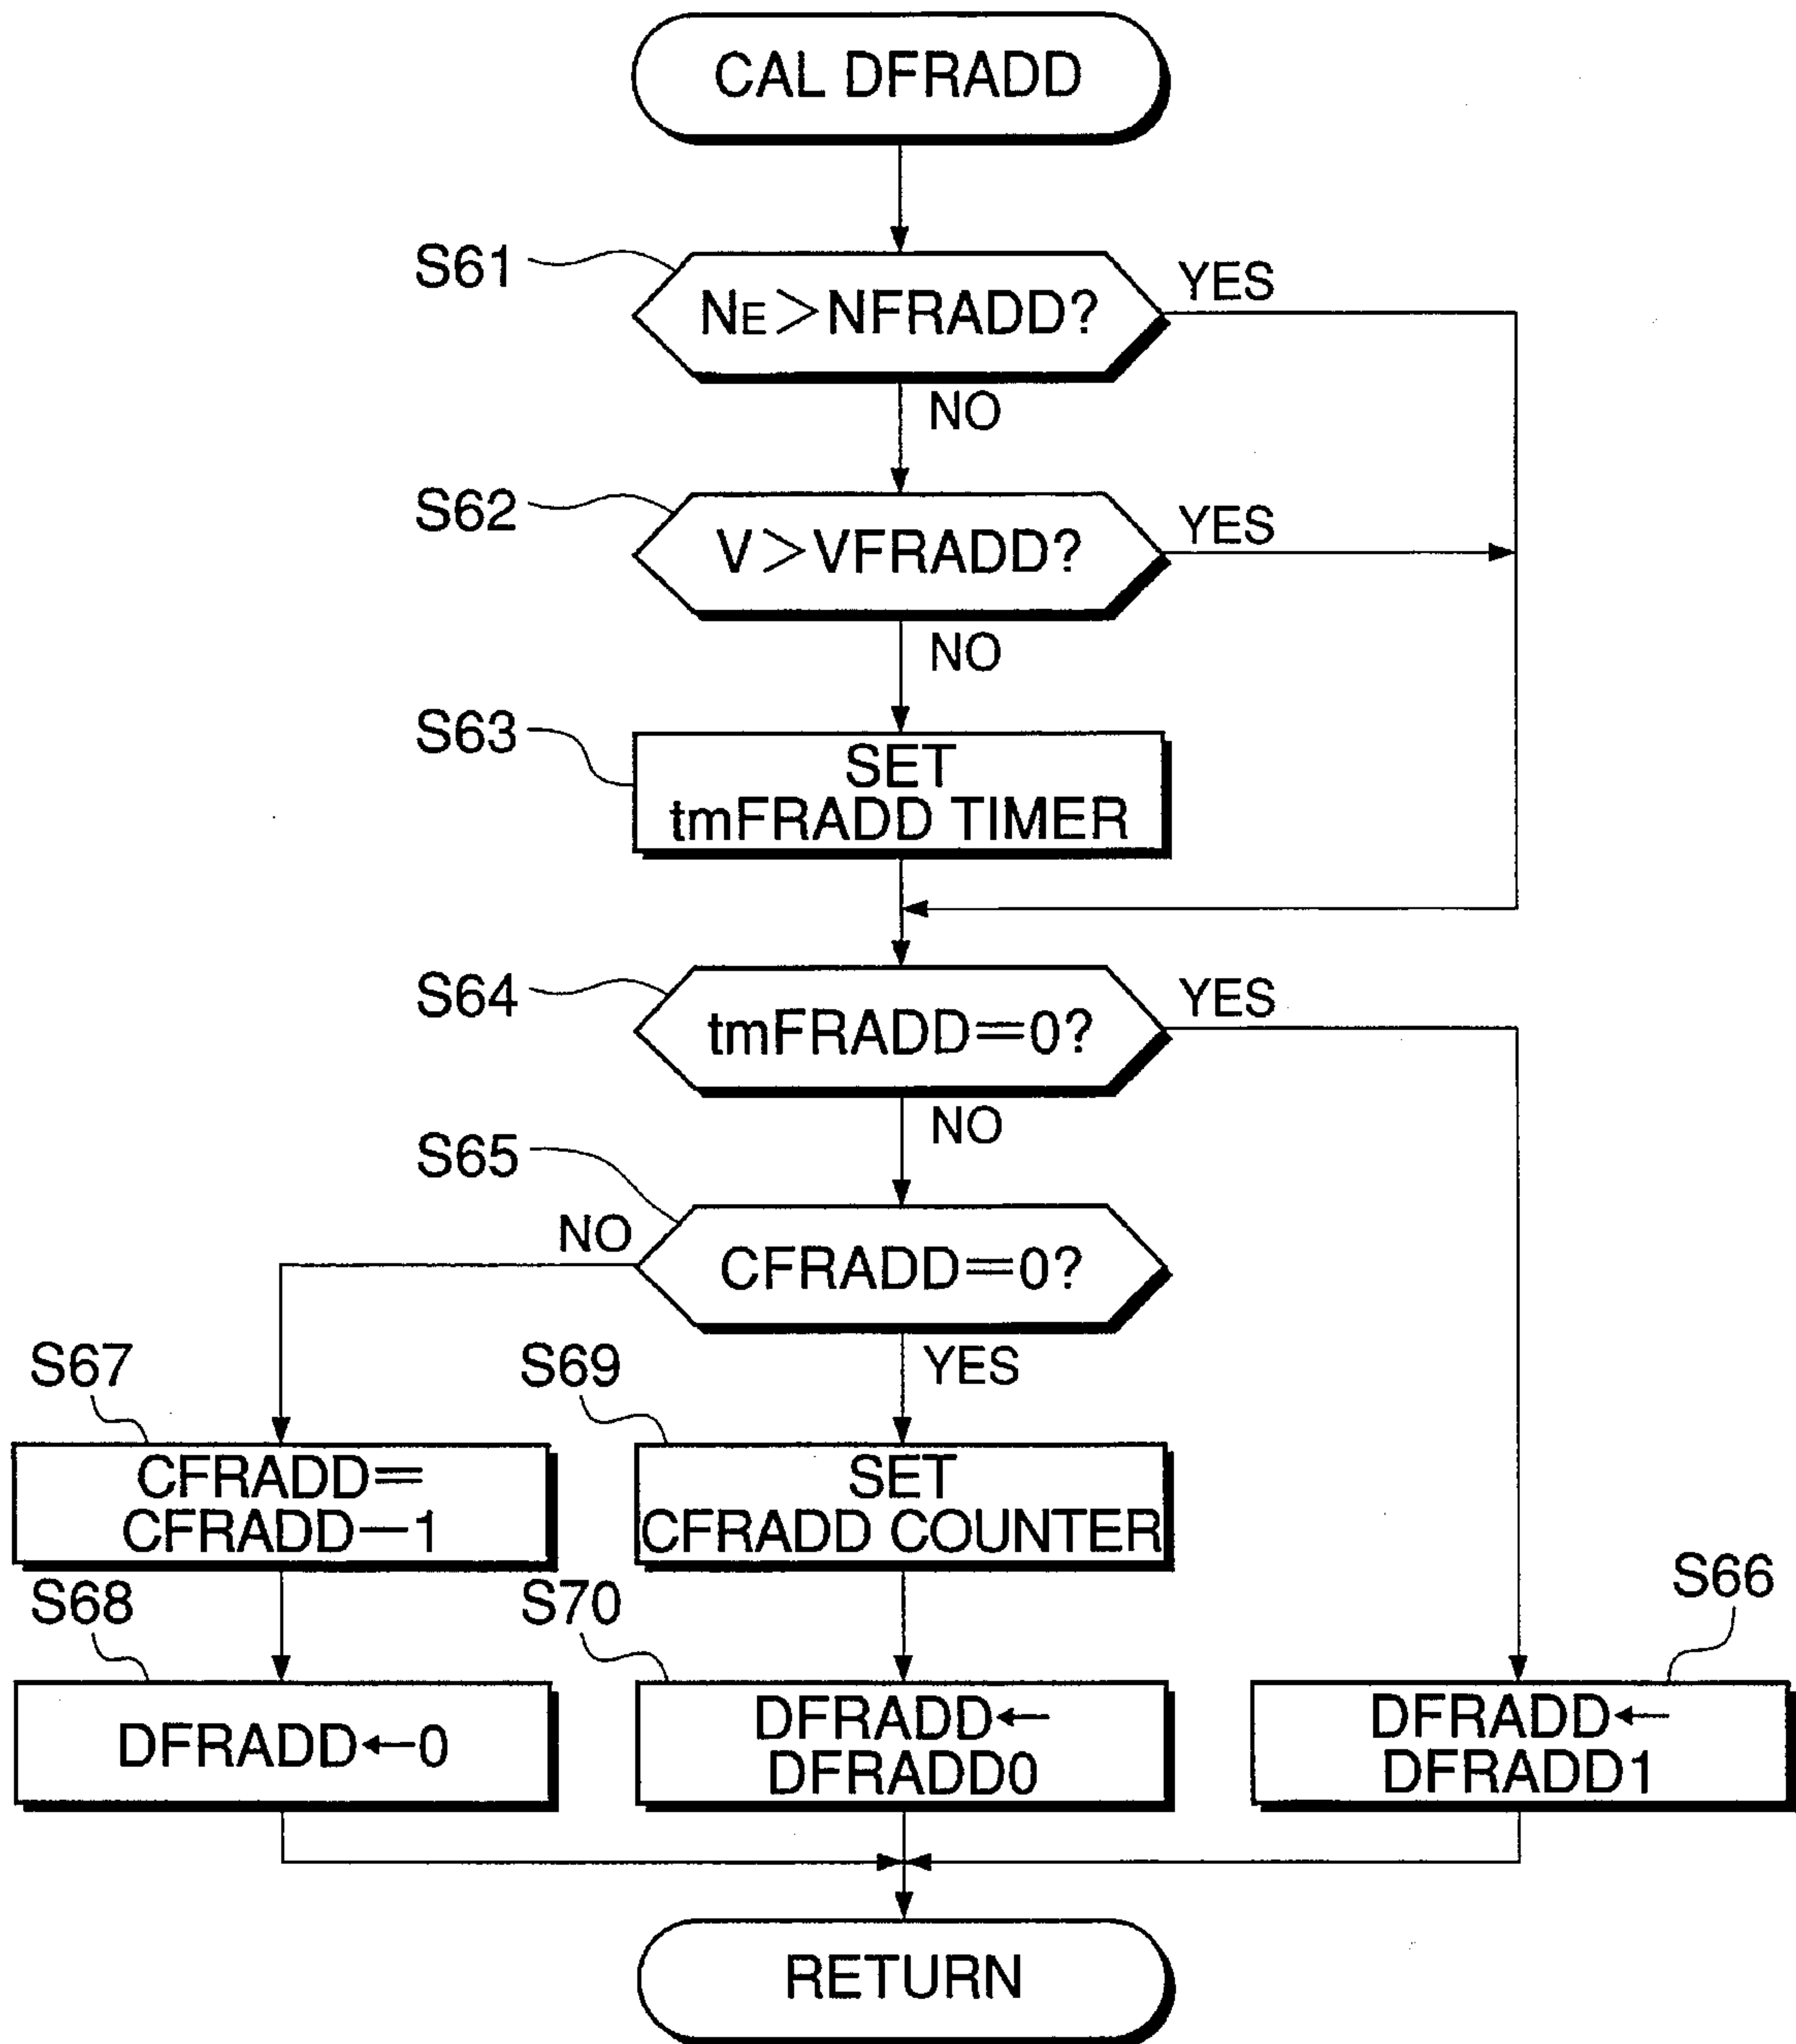 CAL DFRADD
S61
NE>NFRADD?
YES
NO
S62
V>VFRADD?
YES
NO
S63
SET
tmFRADD TIMER
S64
tmFRADD=0?
YES
NO
S65
NO
CFRADD=0?
YES
S67
CFRADD=
CFRADD-1
S69
SET
CFRADD COUNTER
S68
DFRADD←0
S70
DFRADD←
DFRADD0
S66
DFRADD←
DFRADD1
RETURN